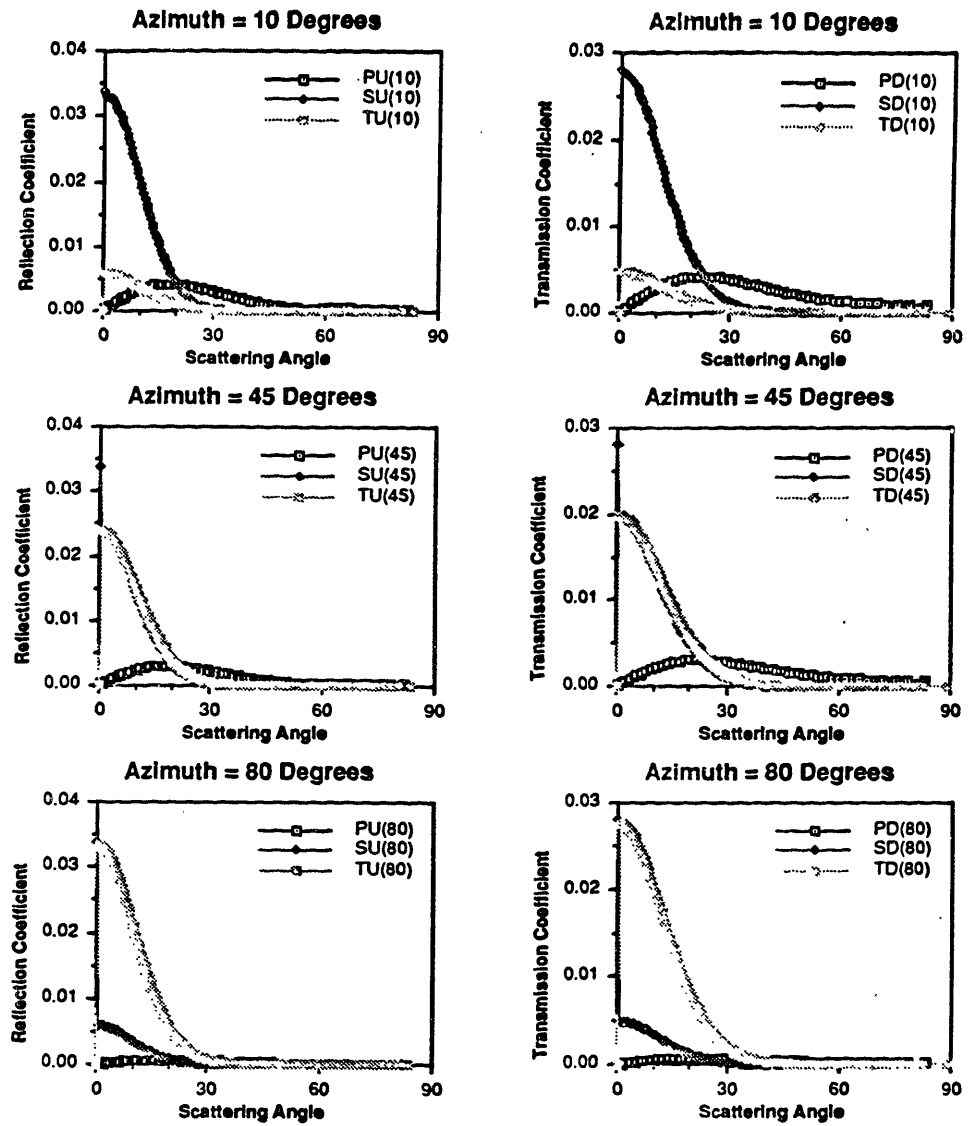 Azimuth = 10 Degrees
0.04
0.03
0.02
0.01
0.00
Reflection Coefficient
PU(10)
SU(10)
TU(10)
0 30 60 90
Scattering Angle
Azimuth = 10 Degrees
0.03
0.02
0.01
0.00
Transmission Coefficient
PD(10)
SD(10)
TD(10)
0 30 60 90
Scattering Angle
Azimuth = 45 Degrees
0.04
0.03
0.02
0.01
0.00
Reflection Coefficient
PU(45)
SU(45)
TU(45)
0 30 60 90
Scattering Angle
Azimuth = 45 Degrees
0.03
0.02
0.01
0.00
Transmission Coefficient
PD(45)
SD(45)
TD(45)
0 30 60 90
Scattering Angle
Azimuth = 80 Degrees
0.04
0.03
0.02
0.01
0.00
Reflection Coefficient
PU(80)
SU(80)
TU(80)
0 30 60 90
Scattering Angle
Azimuth = 80 Degrees
0.03
0.02
0.01
0.00
Transmission Coefficient
PD(80)
SD(80)
TD(80)
0 30 60 90
Scattering Angle